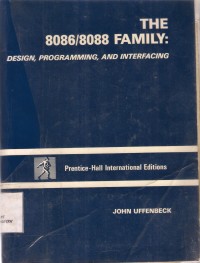 THE
8086/8088 FAMILY:
DESIGN, PROGRAMMING, AND INTERFACING
Prentice-Hall International Editions
JOHN UFFENBECK